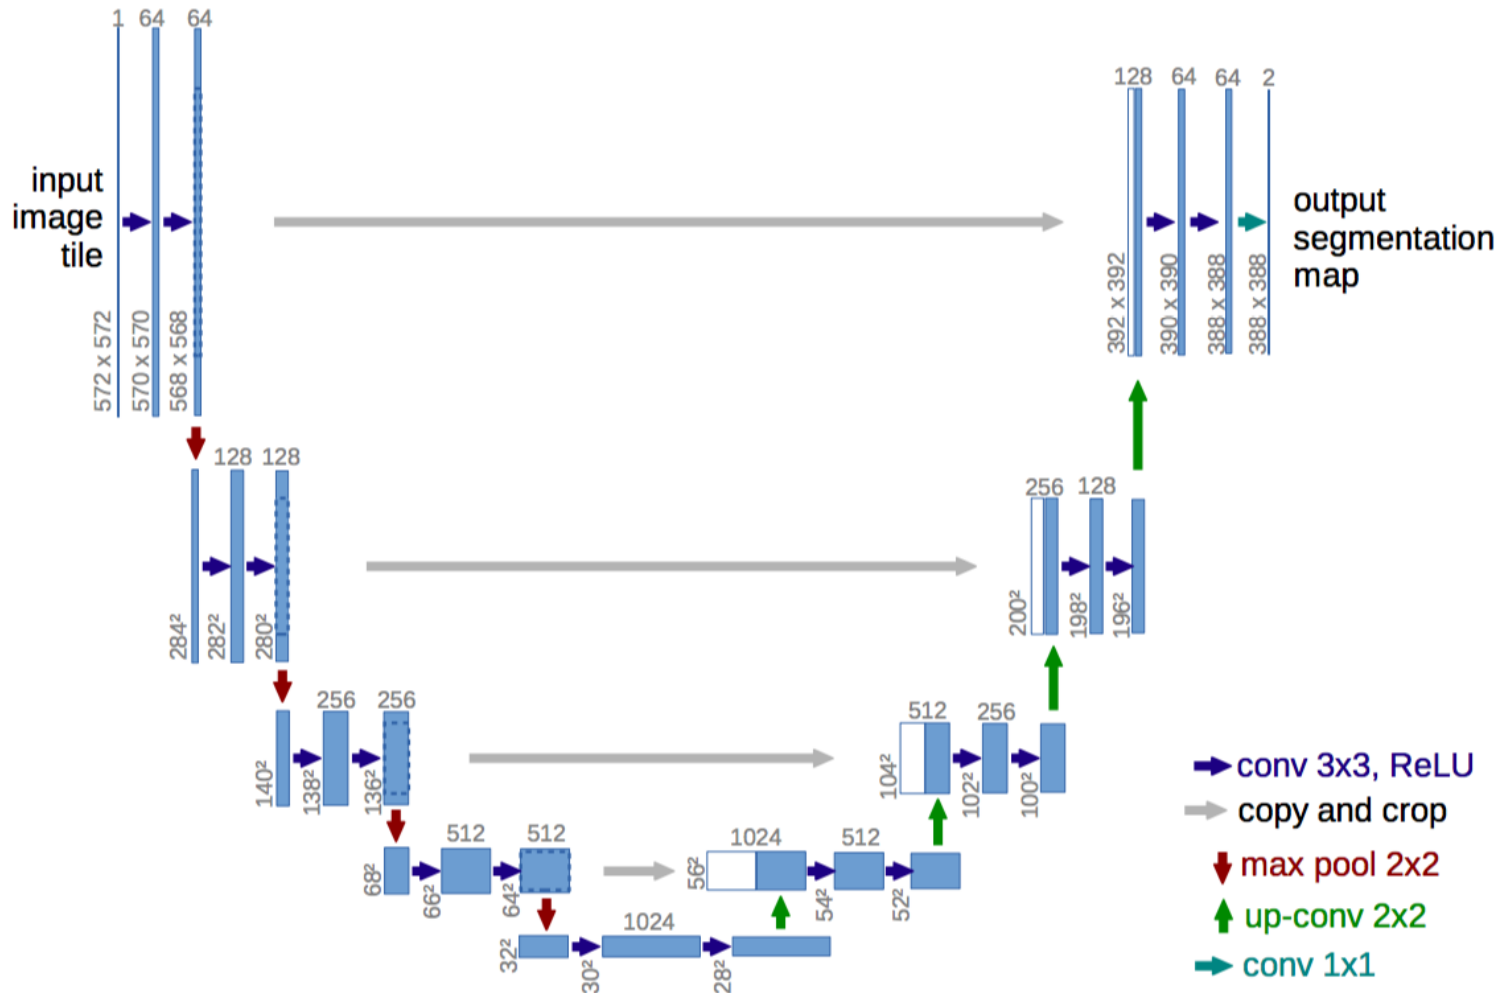 1 64 64
input
image
tile
572 x 572
570 x 570
568 x 568
128 64 64 2
output
segmentation
map
392 x 392
390 x 390
388 x 388
388 x 388
128 128
284²
282²
280²
256 128
200²
198²
196²
256 256
140²
138²
136²
512 256
104²
102²
100²
512 512
68²
66²
64²
1024 512
56²
54²
52²
1024
32²
30²
28²
conv 3x3, ReLU
copy and crop
max pool 2x2
up-conv 2x2
conv 1x1